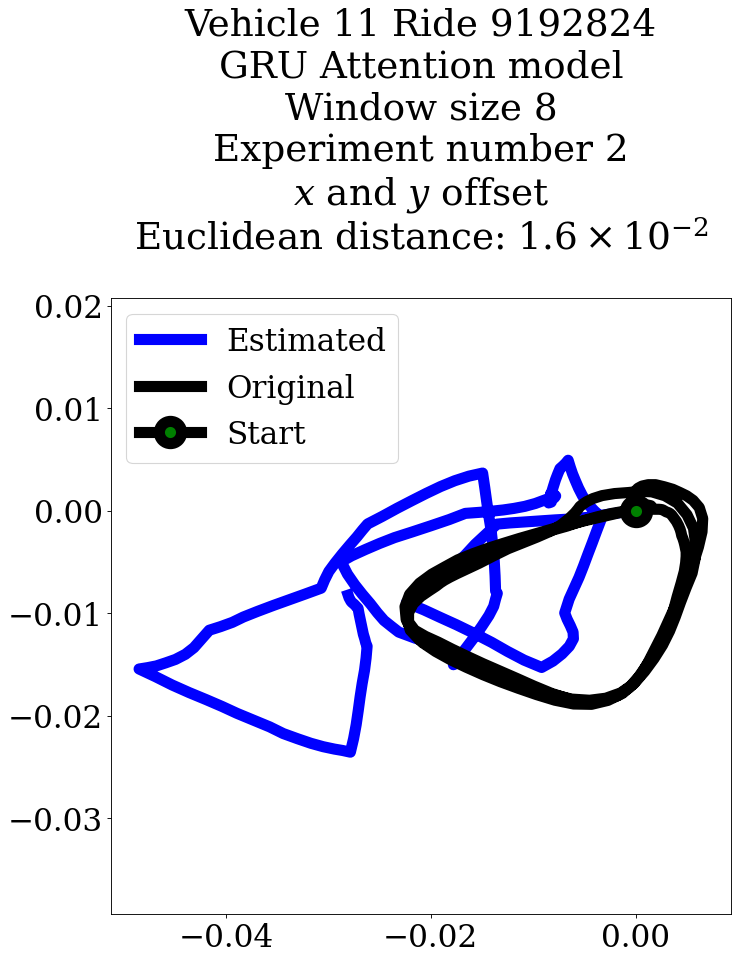 Vehicle 11 Ride 9192824
GRU Attention model
Window size 8
Experiment number 2
x and y offset
Euclidean distance: 1.6 × 10⁻²
0.02
0.01
0.00
−0.01
−0.02
−0.03
Estimated
Original
Start
−0.04
−0.02
0.00